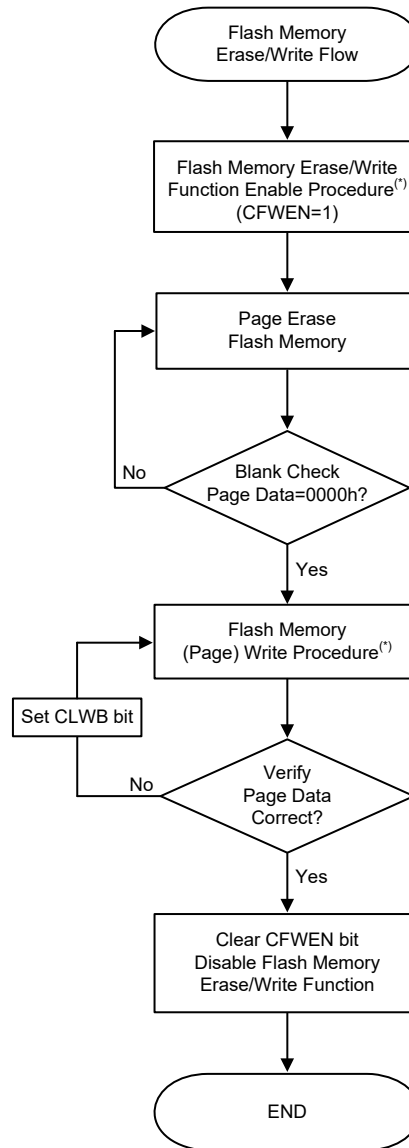 Flash Memory
Erase/Write Flow
Flash Memory Erase/Write
Function Enable Procedure(*)
(CFWEN=1)
Page Erase
Flash Memory
No
Blank Check
Page Data=0000h?
Yes
Flash Memory
(Page) Write Procedure(*)
Set CLWB bit
No
Verify
Page Data
Correct?
Yes
Clear CFWEN bit
Disable Flash Memory
Erase/Write Function
END